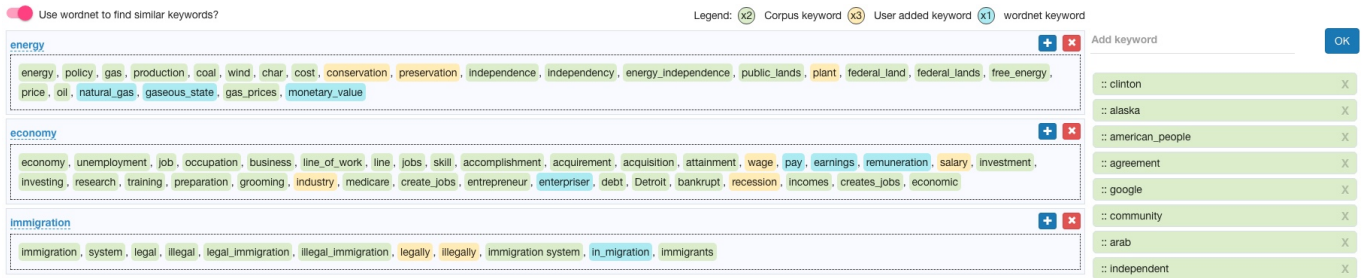 Use wordnet to find similar keywords? Legend: x2 Corpus keyword x3 User added keyword x1 wordnet keyword
energy
energy, policy, gas, production, coal, wind, char, cost, conservation, preservation, independence, independency, energy_independence, public_lands, plant, federal_land, federal_lands, free_energy,
price, oil, natural_gas, gaseous_state, gas_prices, monetary_value
economy
economy, unemployment, job, occupation, business, line_of_work, line, jobs, skill, accomplishment, acquirement, acquisition, attainment, wage, pay, earnings, remuneration, salary, investment,
investing, research, training, preparation, grooming, industry, medicare, create_jobs, entrepreneur, enterpriser, debt, Detroit, bankrupt, recession, incomes, creates_jobs, economic
immigration
immigration, system, legal, illegal, legal_immigration, illegal_immigration, legally, illegally, immigration system, in_migration, immigrants
Add keyword OK
:: clinton X
:: alaska X
:: american_people X
:: agreement X
:: google X
:: community X
:: arab X
:: independent X